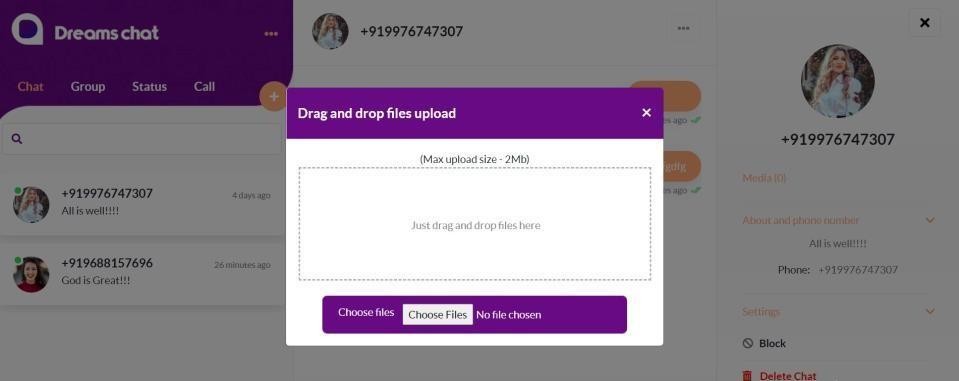 Dreams chat
Chat Group Status Call
+919976747307 4 days ago
All is well!!!!
+919688157696 26 minutes ago
God is Great!!!
+919976747307
Drag and drop files upload
(Max upload size - 2Mb)
Just drag and drop files here
Choose files Choose Files No file chosen
ago
ago
+919976747307
Media (0)
About and phone number
All is well!!!!
Phone: +919976747307
Settings
Block
Delete Chat